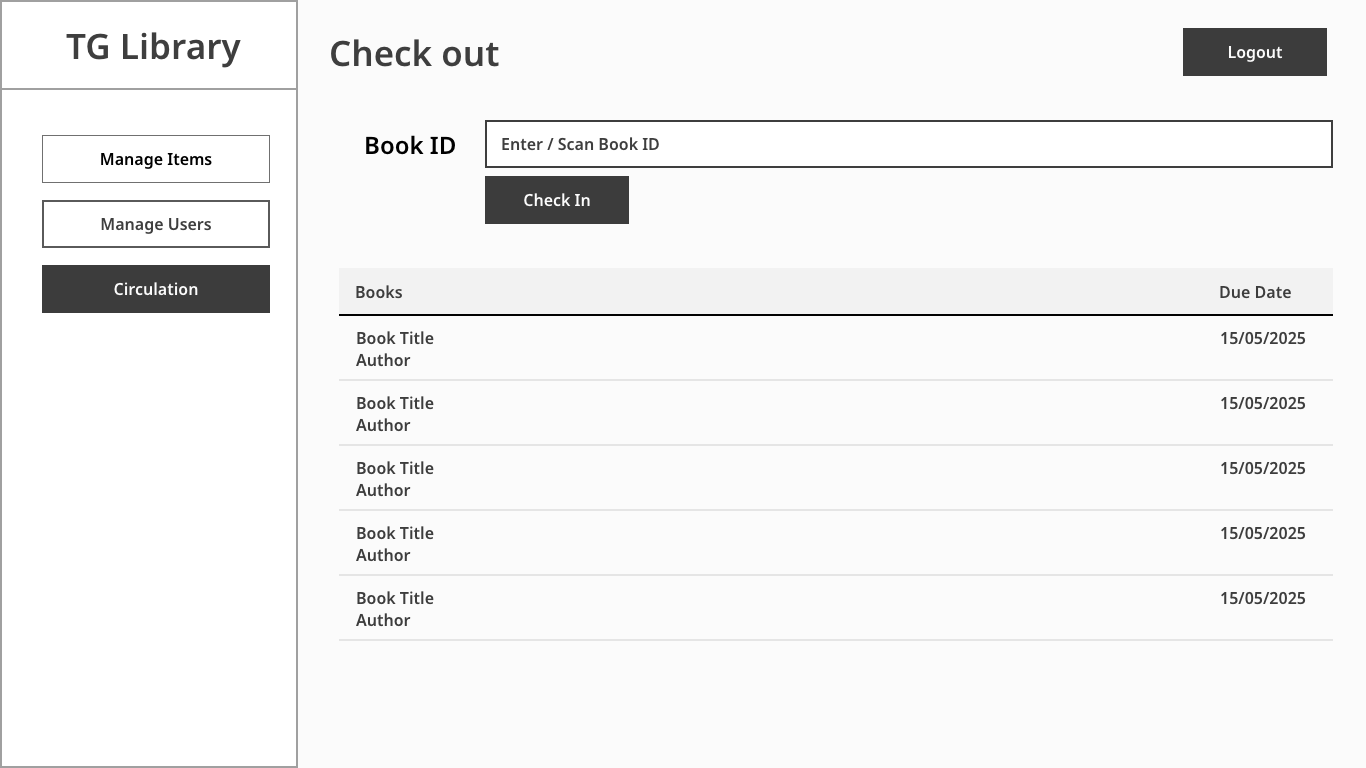 TG Library
Check out
Logout
Manage Items
Manage Users
Circulation
Book ID
Enter / Scan Book ID
Check In
Books Due Date
Book Title 15/05/2025
Author
Book Title 15/05/2025
Author
Book Title 15/05/2025
Author
Book Title 15/05/2025
Author
Book Title 15/05/2025
Author